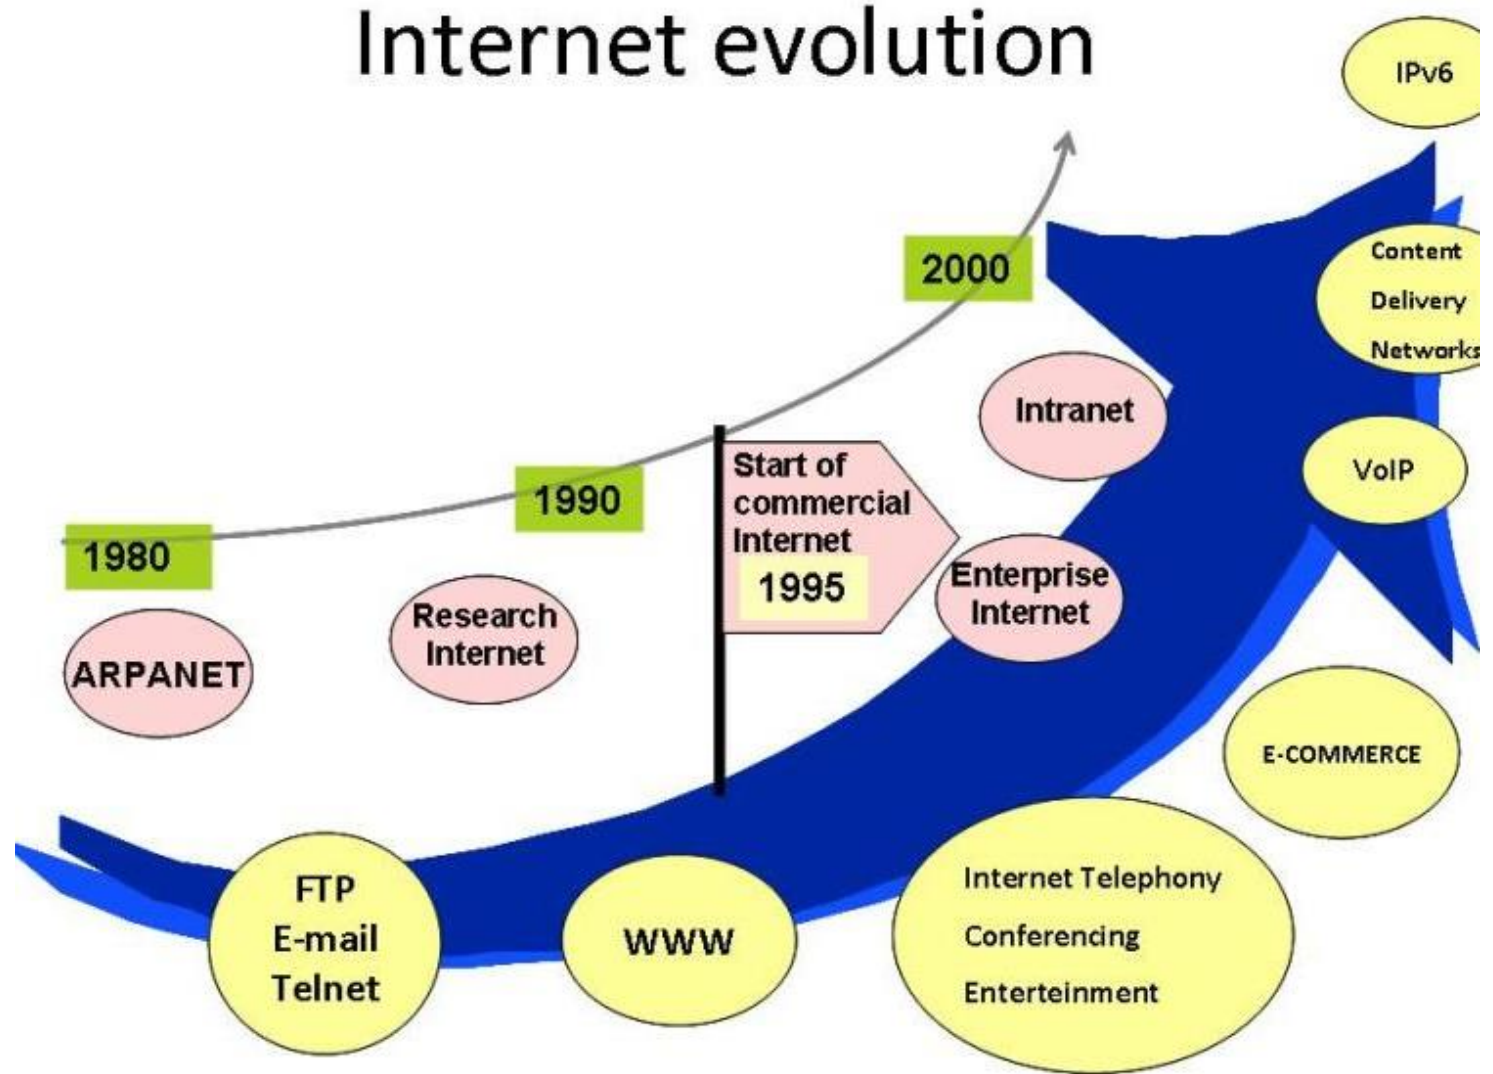 Internet evolution
IPv6
2000
Content
Delivery
Networks
Intranet
Start of
commercial
Internet
1995
1990
VoIP
1980
Enterprise
Internet
Research
Internet
ARPANET
E-COMMERCE
FTP
E-mail
Telnet
WWW
Internet Telephony
Conferencing
Enterteinment